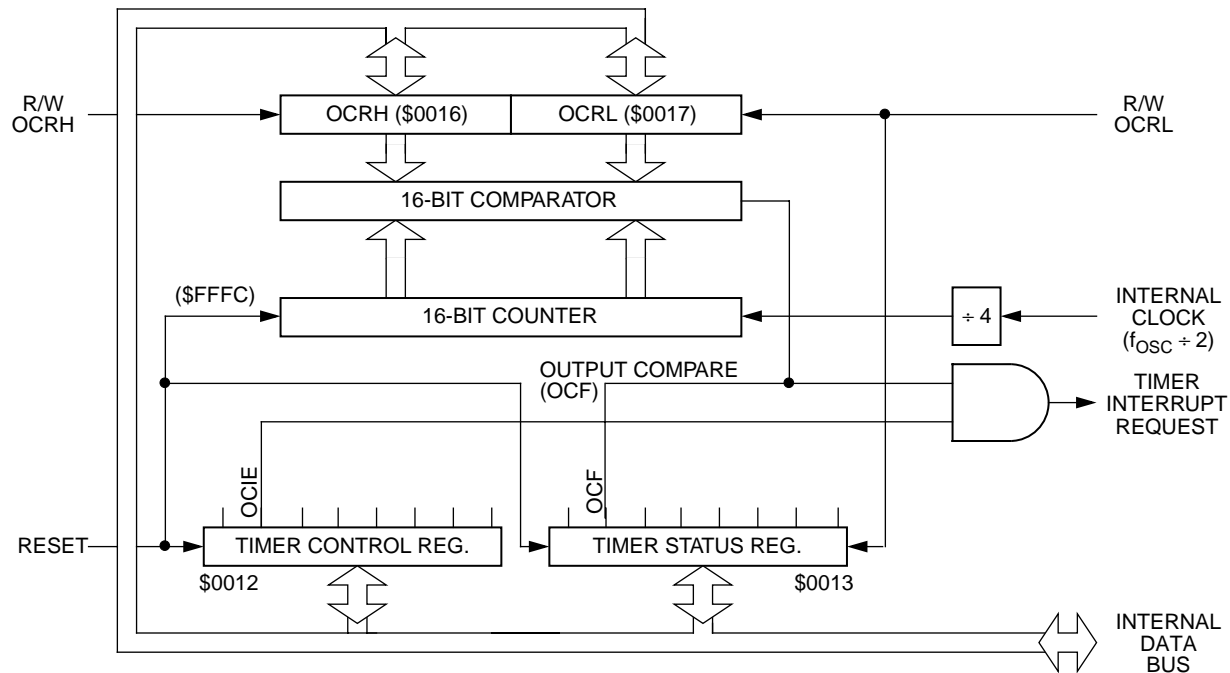 R/W
OCRH
OCRH ($0016)
OCRL ($0017)
R/W
OCRL
16-BIT COMPARATOR
($FFFC)
16-BIT COUNTER
÷ 4
INTERNAL
CLOCK
(fOSC ÷ 2)
OUTPUT COMPARE
(OCF)
TIMER
INTERRUPT
REQUEST
OCIE
OCF
RESET
TIMER CONTROL REG.
TIMER STATUS REG.
$0012
$0013
INTERNAL
DATA
BUS